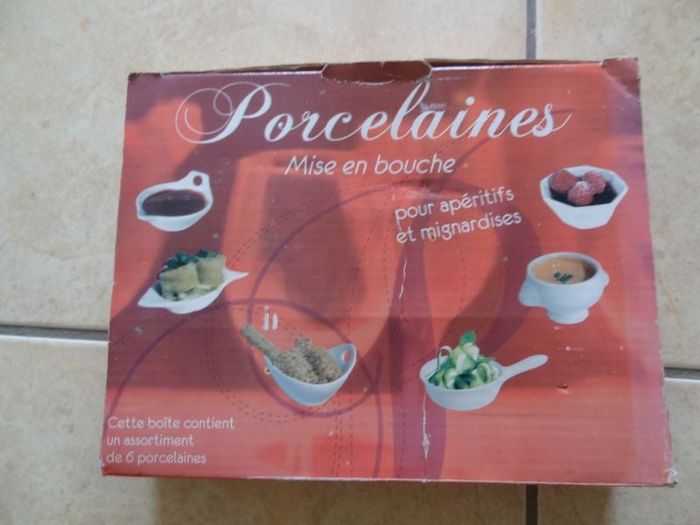 Porcelaines
Mise en bouche
pour apéritifs
et mignardises
Cette boîte contient
un assortiment
de 6 porcelaines